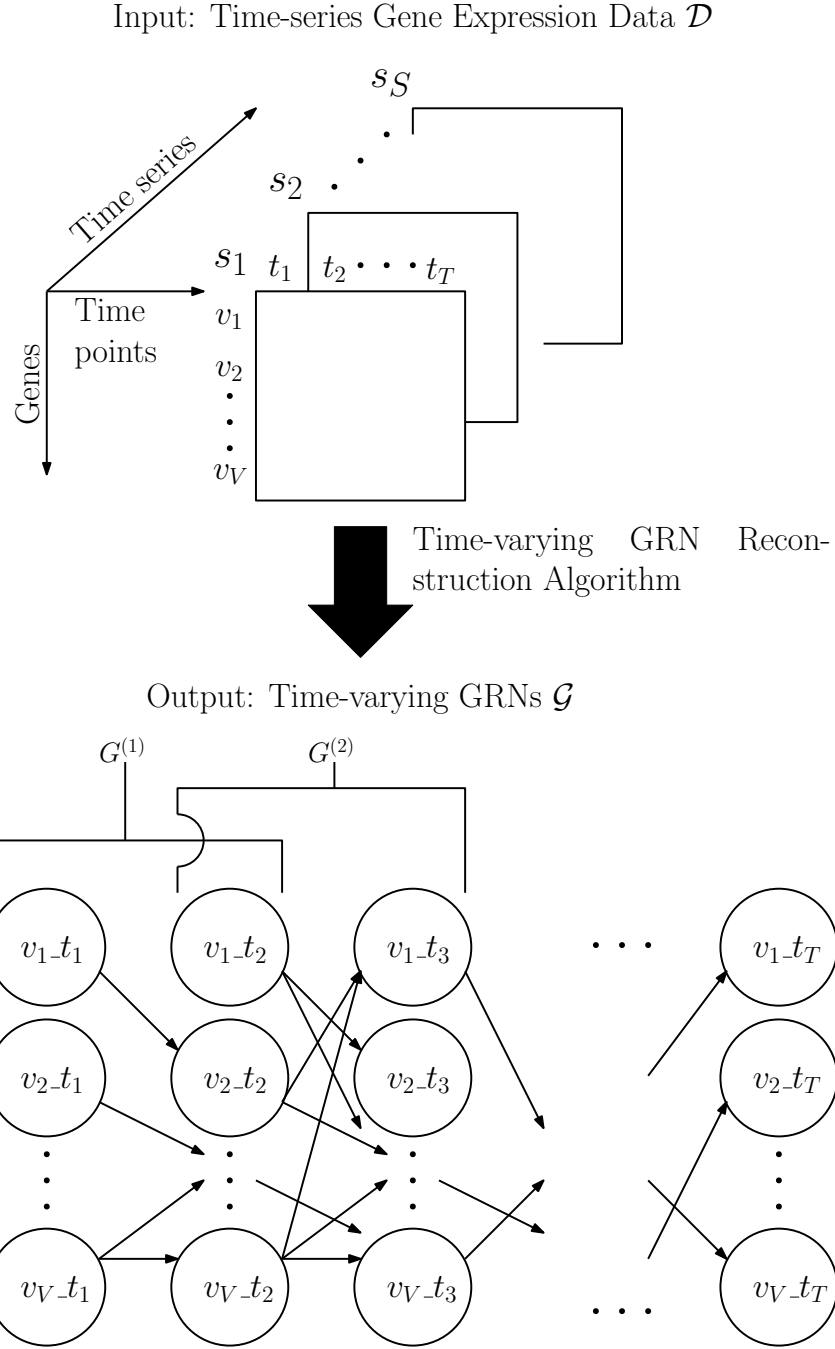 Input: Time-series Gene Expression Data 𝓓
s_S
Time series
s_2
s_1 t_1 t_2 · · · t_T
Time
points
Genes
v_1
v_2
v_V
Time-varying GRN Recon-
struction Algorithm
Output: Time-varying GRNs 𝓖
G^(1) G^(2)
v_1_t_1 v_1_t_2 v_1_t_3 · · · v_1_t_T
v_2_t_1 v_2_t_2 v_2_t_3 v_2_t_T
v_V_t_1 v_V_t_2 v_V_t_3 · · · v_V_t_T